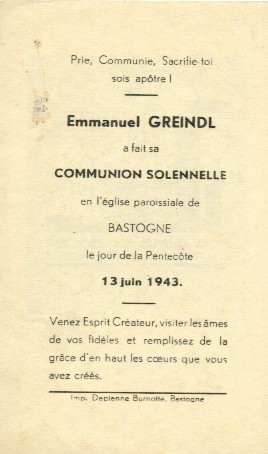 Prie, Communie, Sacrifie-toi
sois apôtre !
Emmanuel GREINDL
a fait sa
COMMUNION SOLENNELLE
en l'église paroissiale de
BASTOGNE
le jour de la Pentecôte
13 juin 1943.
Venez Esprit Créateur, visiter les âmes
de vos fidèles et remplissez de la
grâce d'en haut les cœurs que vous
avez créés.
Imp. Depienne Burnotte, Bastogne